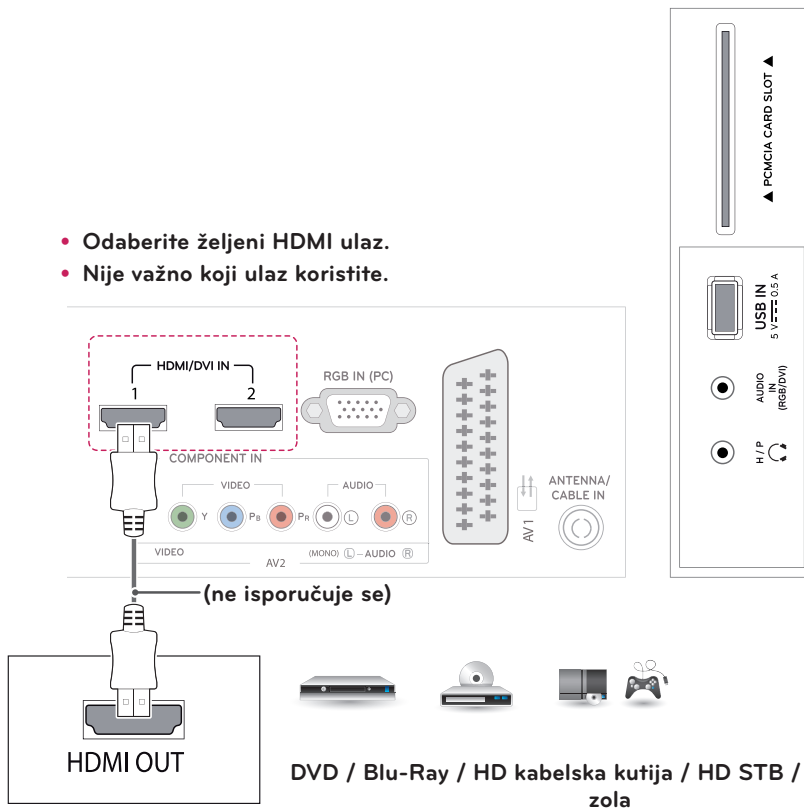 ▲ PCMCIA CARD SLOT ▲
• Odaberite željeni HDMI ulaz.
• Nije važno koji ulaz koristite.
USB IN
5 V 0.5 A
AUDIO
IN
(RGB/DVI)
H / P
HDMI/DVI IN
1 2
RGB IN (PC)
COMPONENT IN
VIDEO AUDIO
Y PB PR L R
VIDEO (MONO) L – AUDIO R
AV2
AV1
ANTENNA/
CABLE IN
(ne isporučuje se)
HDMI OUT
DVD / Blu-Ray / HD kabelska kutija / HD STB /
zola